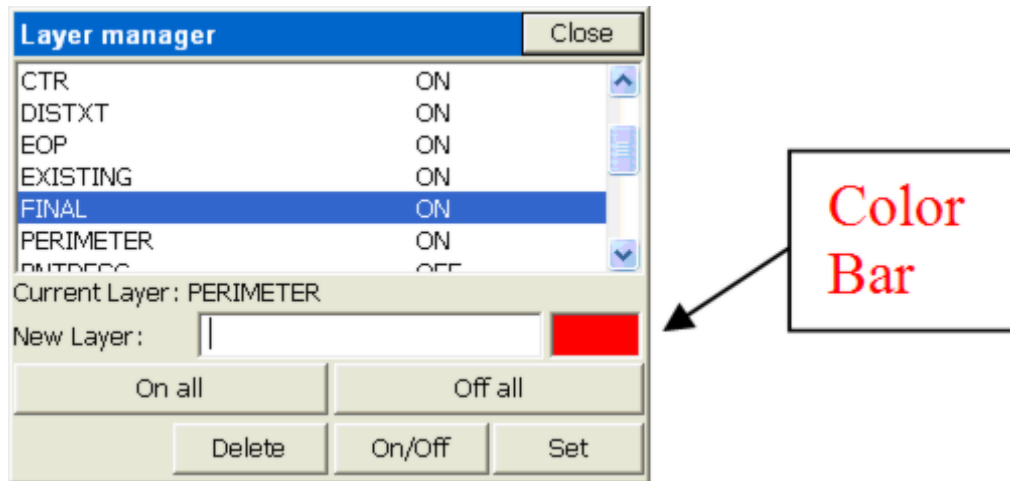 Layer manager Close
CTR ON
DISTXT ON
EOP ON
EXISTING ON
FINAL ON
PERIMETER ON
Current Layer: PERIMETER
New Layer:
On all Off all
Delete On/Off Set
Color
Bar